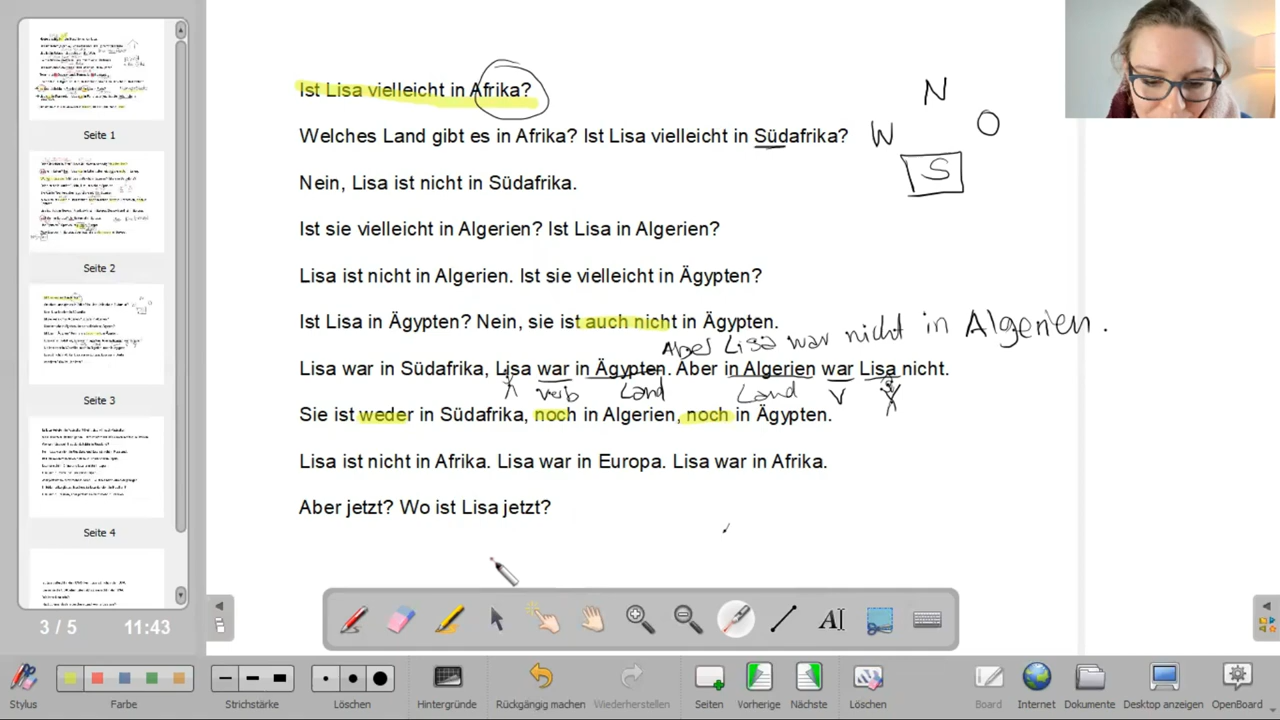 Ist Lisa vielleicht in Afrika?
N
Welches Land gibt es in Afrika? Ist Lisa vielleicht in Südafrika?
W
O
S
Nein, Lisa ist nicht in Südafrika.
Ist sie vielleicht in Algerien? Ist Lisa in Algerien?
Lisa ist nicht in Algerien. Ist sie vielleicht in Ägypten?
Ist Lisa in Ägypten? Nein, sie ist auch nicht in Ägypten.
Aber Lisa war nicht in Algerien.
Lisa war in Südafrika, Lisa war in Ägypten. Aber in Algerien war Lisa nicht.
Verb Land Land V
Sie ist weder in Südafrika, noch in Algerien, noch in Ägypten.
Lisa ist nicht in Afrika. Lisa war in Europa. Lisa war in Afrika.
Aber jetzt? Wo ist Lisa jetzt?
Seite 1
Seite 2
Seite 3
Seite 4
3 / 5 11:43
AI
Stylus Farbe Strichstärke Löschen Hintergründe Rückgängig machen Wiederherstellen Seiten Vorherige Nächste Löschen Board Internet Dokumente Desktop anzeigen OpenBoard